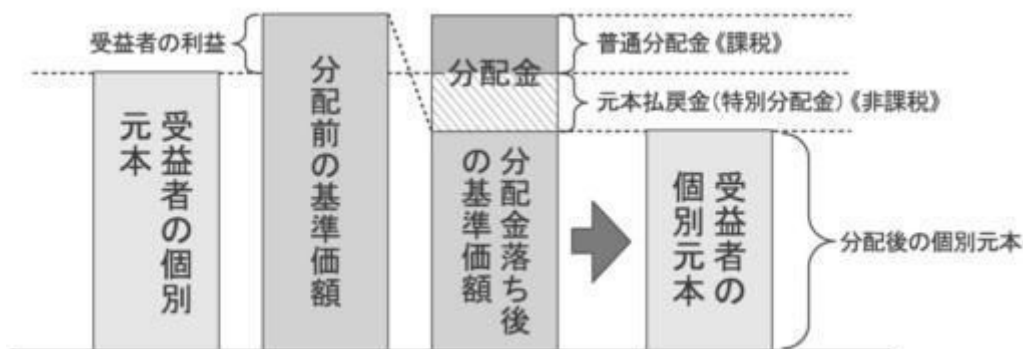 受益者の利益
受益者の個別
元本
分配前の基準価額
分配金
分配金落ち後
の基準価額
普通分配金《課税》
元本払戻金(特別分配金)《非課税》
受益者の
個別元本
分配後の個別元本